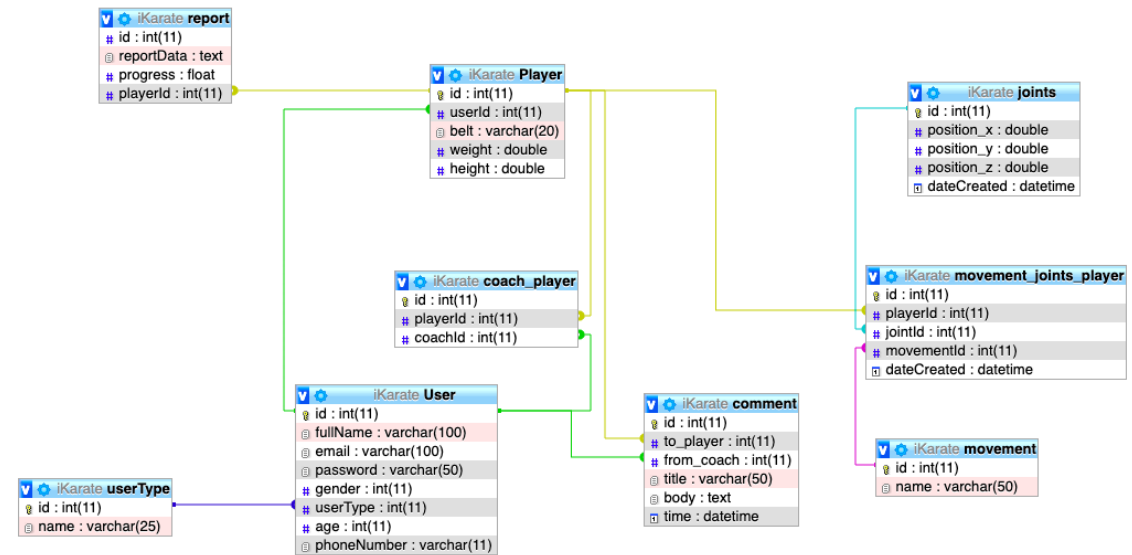 iKarate report
id : int(11)
reportData : text
progress : float
playerId : int(11)
iKarate Player
id : int(11)
userId : int(11)
belt : varchar(20)
weight : double
height : double
iKarate joints
id : int(11)
position_x : double
position_y : double
position_z : double
dateCreated : datetime
iKarate coach_player
id : int(11)
playerId : int(11)
coachId : int(11)
iKarate movement_joints_player
id : int(11)
playerId : int(11)
jointId : int(11)
movementId : int(11)
dateCreated : datetime
iKarate User
id : int(11)
fullName : varchar(100)
email : varchar(100)
password : varchar(50)
gender : int(11)
userType : int(11)
age : int(11)
phoneNumber : varchar(11)
iKarate comment
id : int(11)
to_player : int(11)
from_coach : int(11)
title : varchar(50)
body : text
time : datetime
iKarate movement
id : int(11)
name : varchar(50)
iKarate userType
id : int(11)
name : varchar(25)